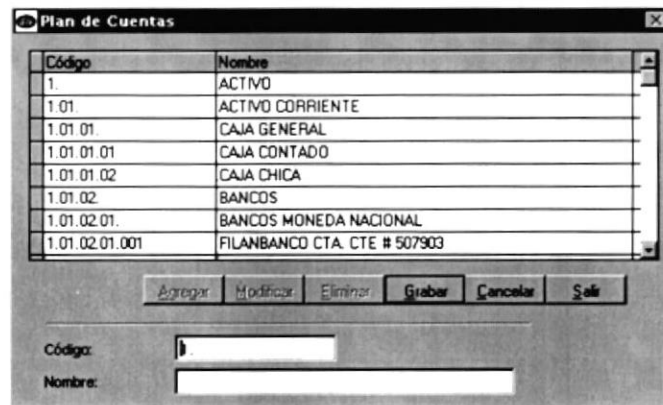 Plan de Cuentas
Código Nombre
1. ACTIVO
1.01. ACTIVO CORRIENTE
1.01.01. CAJA GENERAL
1.01.01.01 CAJA CONTADO
1.01.01.02 CAJA CHICA
1.01.02. BANCOS
1.01.02.01. BANCOS MONEDA NACIONAL
1.01.02.01.001 FILANBANCO CTA. CTE # 507903
Agregar Modificar Eliminar Grabar Cancelar Salir
Código:
Nombre: